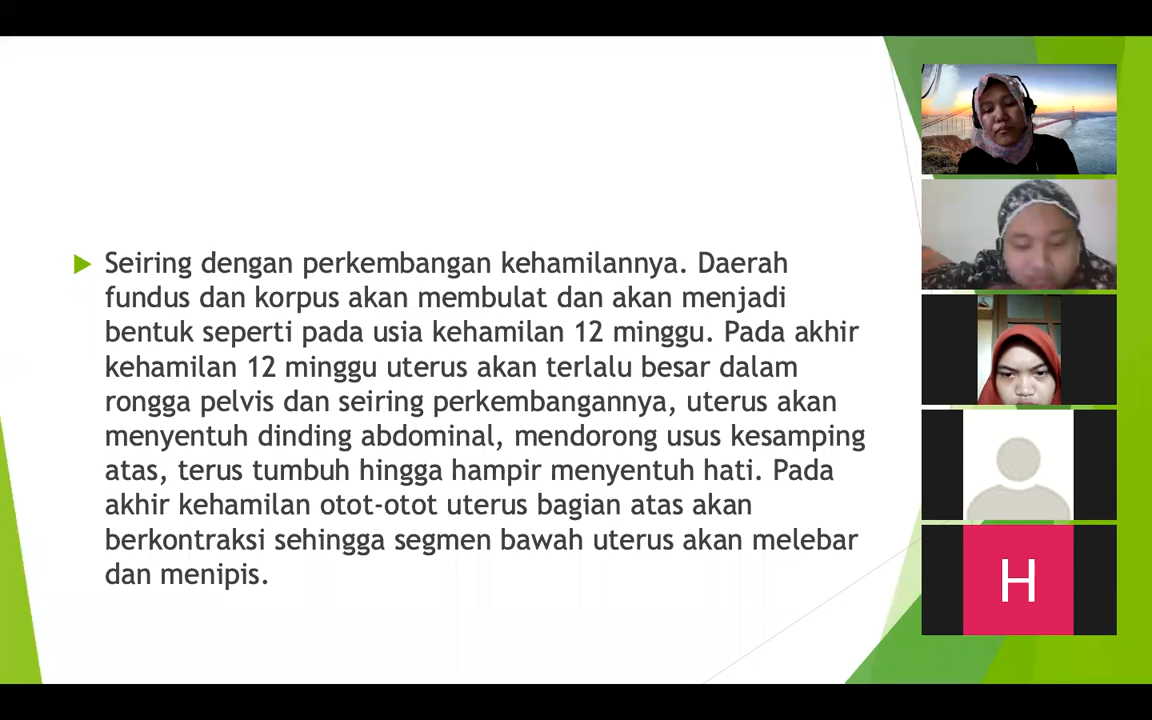 Seiring dengan perkembangan kehamilannya. Daerah
fundus dan korpus akan membulat dan akan menjadi
bentuk seperti pada usia kehamilan 12 minggu. Pada akhir
kehamilan 12 minggu uterus akan terlalu besar dalam
rongga pelvis dan seiring perkembangannya, uterus akan
menyentuh dinding abdominal, mendorong usus kesamping
atas, terus tumbuh hingga hampir menyentuh hati. Pada
akhir kehamilan otot-otot uterus bagian atas akan
berkontraksi sehingga segmen bawah uterus akan melebar
dan menipis.
H